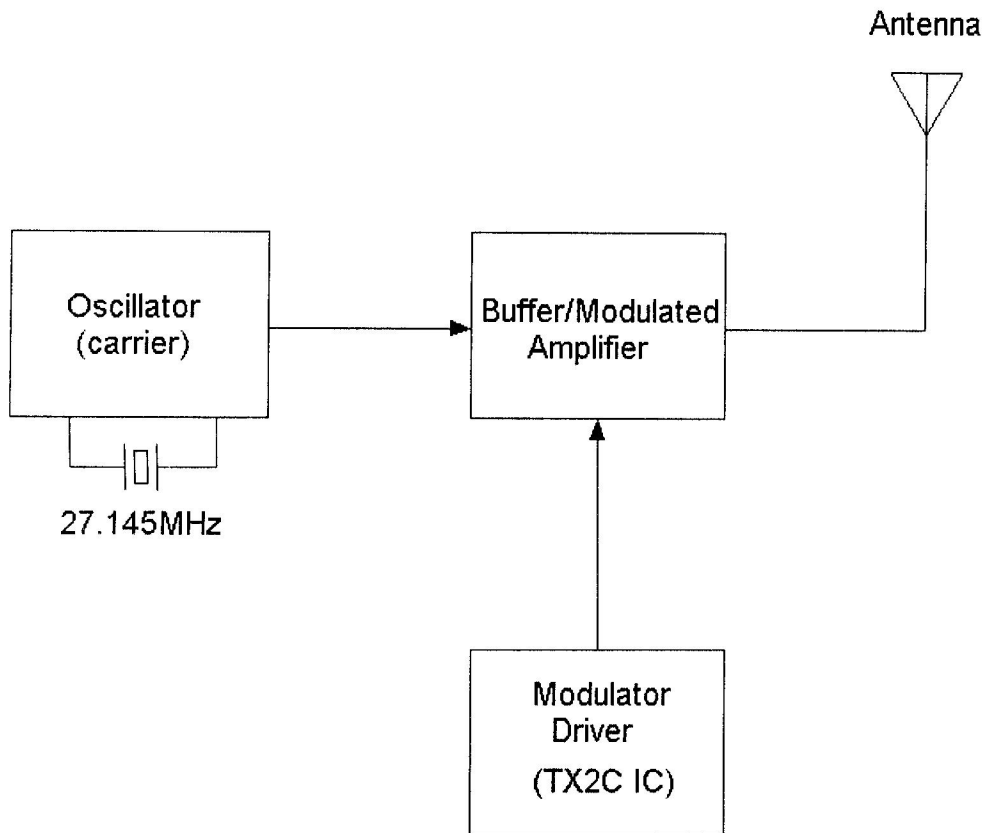 Antenna
Oscillator
(carrier)
Buffer/Modulated
Amplifier
27.145MHz
Modulator
Driver
(TX2C IC)